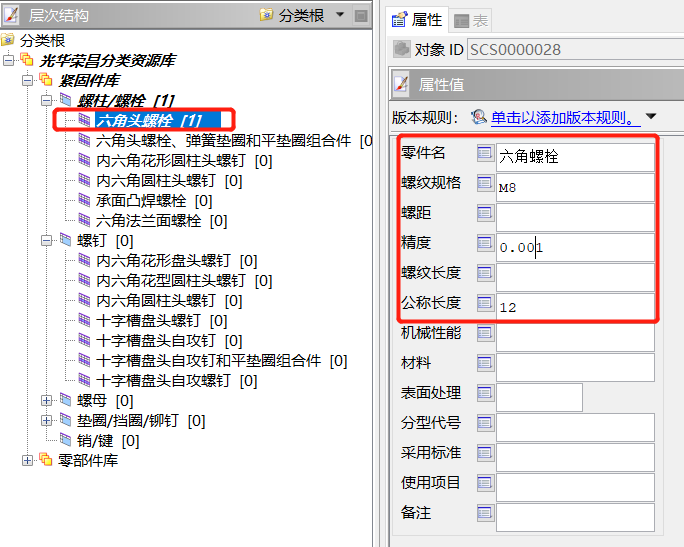 层次结构
分类根
分类根
光华荣昌分类资源库
紧固件库
螺柱/螺栓 [1]
六角头螺栓 [1]
六角头螺栓、弹簧垫圈和平垫圈组合件 [0
内六角花形圆柱头螺钉 [0]
内六角圆柱头螺钉 [0]
承面凸焊螺栓 [0]
六角法兰面螺栓 [0]
螺钉 [0]
内六角花形盘头螺钉 [0]
内六角花型圆柱头螺钉 [0]
内六角圆柱头螺钉 [0]
十字槽盘头螺钉 [0]
十字槽盘头自攻钉 [0]
十字槽盘头自攻钉和平垫圈组合件 [0]
十字槽盘头自攻螺钉 [0]
螺母 [0]
垫圈/挡圈/铆钉 [0]
销/键 [0]
零部件库
属性
表
对象 ID SCS0000028
属性值
版本规则： 单击以添加版本规则。
零件名 六角螺栓
螺纹规格 M8
螺距
精度 0.001
螺纹长度
公称长度 12
机械性能
材料
表面处理
分型代号
采用标准
使用项目
备注